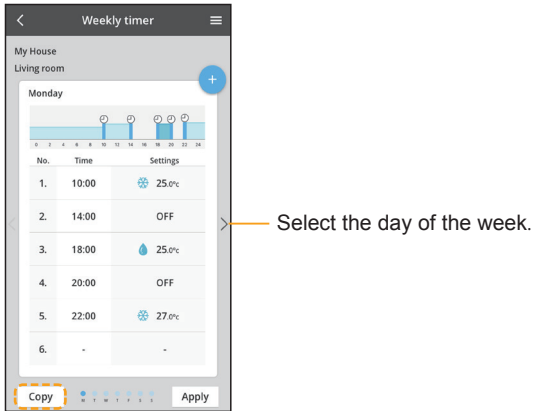 Weekly timer
My House
Living room
+
Monday
0 2 4 6 8 10 12 14 16 18 20 22 24
No. Time Settings
1. 10:00 25.0°c
2. 14:00 OFF
Select the day of the week.
3. 18:00 25.0°c
4. 20:00 OFF
5. 22:00 27.0°c
6. - -
Copy M T W T F S S Apply